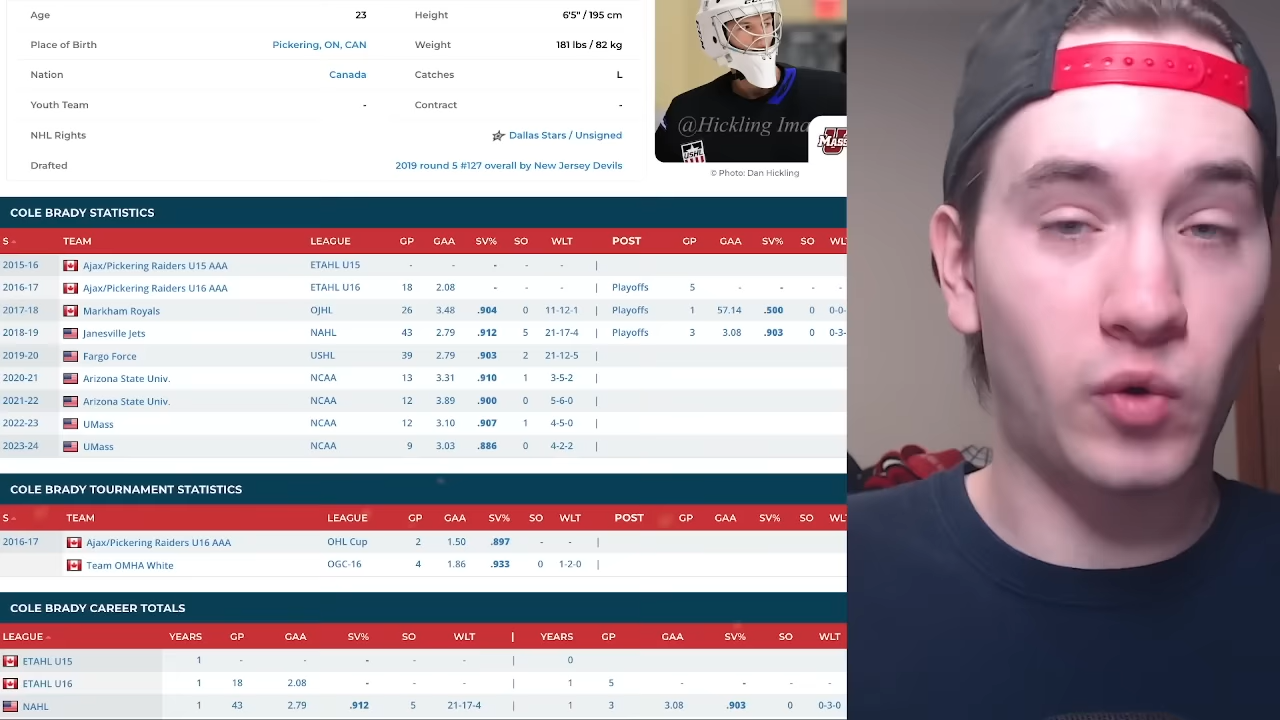 Age 23 Height 6'5" / 195 cm
Place of Birth Pickering, ON, CAN Weight 181 lbs / 82 kg
Nation Canada Catches L
Youth Team - Contract -
NHL Rights Dallas Stars / Unsigned
Drafted 2019 round 5 #127 overall by New Jersey Devils
@Hickling Ima
MASS
© Photo: Dan Hickling
COLE BRADY STATISTICS
S TEAM LEAGUE GP GAA SV% SO WLT POST GP GAA SV% SO WL
2015-16 Ajax/Pickering Raiders U15 AAA ETAHL U15 - - - - - |
2016-17 Ajax/Pickering Raiders U16 AAA ETAHL U16 18 2.08 - - - | Playoffs 5 - - - -
2017-18 Markham Royals OJHL 26 3.48 .904 0 11-12-1 | Playoffs 1 57.14 .500 0 0-0-
2018-19 Janesville Jets NAHL 43 2.79 .912 5 21-17-4 | Playoffs 3 3.08 .903 0 0-3-
2019-20 Fargo Force USHL 39 2.79 .903 2 21-12-5 |
2020-21 Arizona State Univ. NCAA 13 3.31 .910 1 3-5-2 |
2021-22 Arizona State Univ. NCAA 12 3.89 .900 0 5-6-0 |
2022-23 UMass NCAA 12 3.10 .907 1 4-5-0 |
2023-24 UMass NCAA 9 3.03 .886 0 4-2-2 |
COLE BRADY TOURNAMENT STATISTICS
S TEAM LEAGUE GP GAA SV% SO WLT POST GP GAA SV% SO WL
2016-17 Ajax/Pickering Raiders U16 AAA OHL Cup 2 1.50 .897 - - |
Team OMHA White OGC-16 4 1.86 .933 0 1-2-0 |
COLE BRADY CAREER TOTALS
LEAGUE YEARS GP GAA SV% SO WLT | YEARS GP GAA SV% SO WLT
ETAHL U15 1 - - - - - | 0
ETAHL U16 1 18 2.08 - - - | 1 5 - - - -
NAHL 1 43 2.79 .912 5 21-17-4 | 1 3 3.08 .903 0 0-3-0